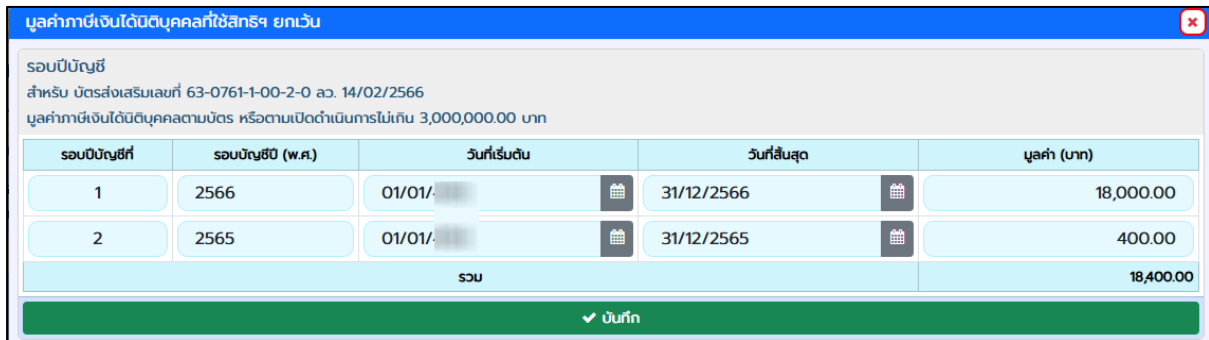 มูลค่าภาษีเงินได้นิติบุคคลที่ใช้สิทธิฯ ยกเว้น
รอบปีบัญชี
สำหรับ บัตรส่งเสริมเลขที่ 63-0761-1-00-2-0 ลว. 14/02/2566
มูลค่าภาษีเงินได้นิติบุคคลตามบัตร หรือตามเปิดดำเนินการไม่เกิน 3,000,000.00 บาท
รอบปีบัญชีที่ รอบบัญชีปี (พ.ศ.) วันที่เริ่มต้น วันที่สิ้นสุด มูลค่า (บาท)
1 2566 01/01/ 31/12/2566 18,000.00
2 2565 01/01/ 31/12/2565 400.00
รวม 18,400.00
บันทึก